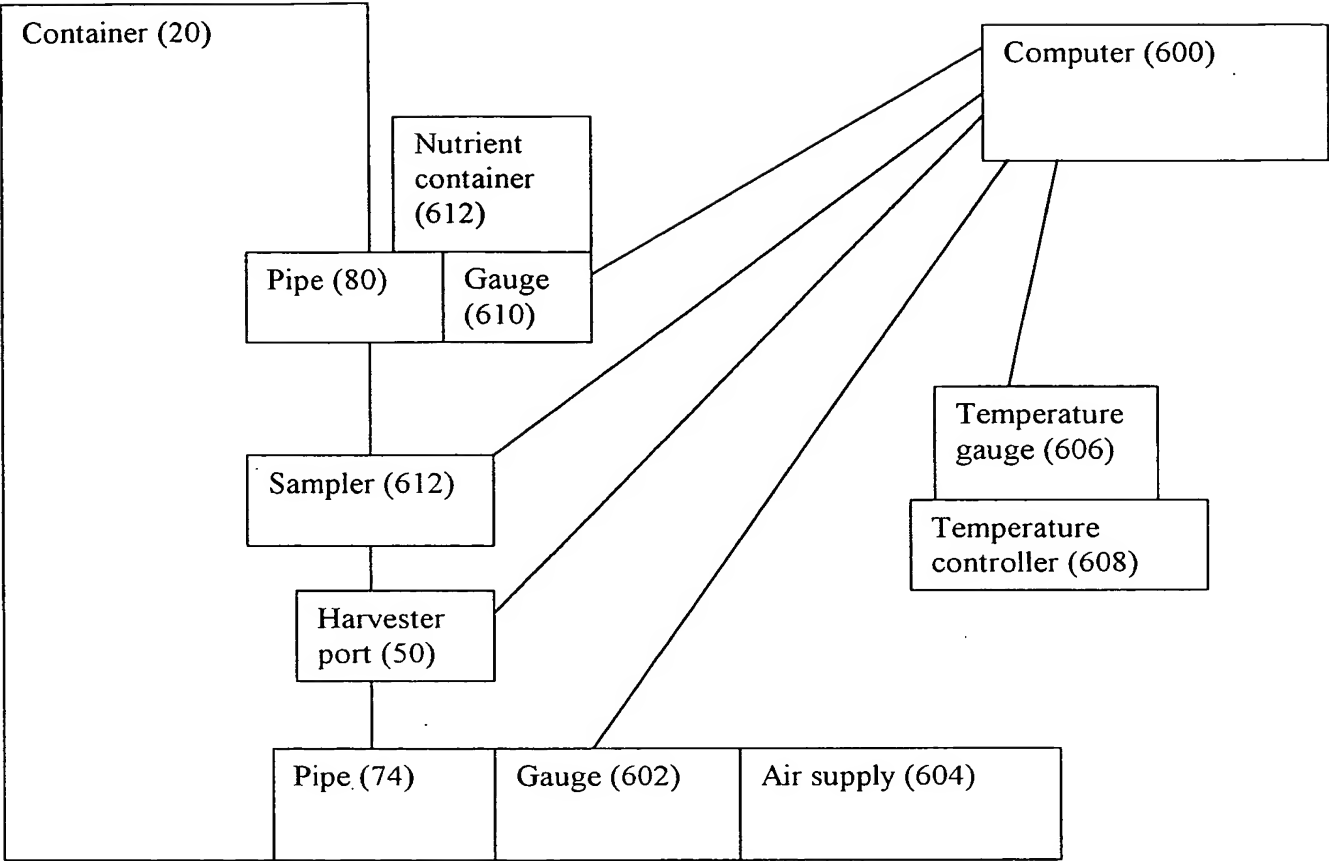 Container (20)
Computer (600)
Nutrient
container
(612)
Pipe (80)
Gauge
(610)
Temperature
gauge (606)
Sampler (612)
Temperature
controller (608)
Harvester
port (50)
Pipe (74)
Gauge (602)
Air supply (604)